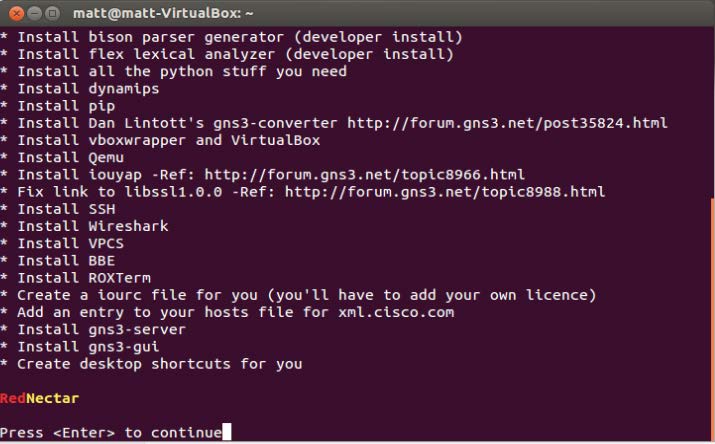 matt@matt-VirtualBox: ~
* Install bison parser generator (developer install)
* Install flex lexical analyzer (developer install)
* Install all the python stuff you need
* Install dynamips
* Install pip
* Install Dan Lintott's gns3-converter http://forum.gns3.net/post35824.html
* Install vboxwrapper and VirtualBox
* Install Qemu
* Install iouyap -Ref: http://forum.gns3.net/topic8966.html
* Fix link to libssl1.0.0 -Ref: http://forum.gns3.net/topic8988.html
* Install SSH
* Install Wireshark
* Install VPCS
* Install BBE
* Install ROXTerm
* Create a iourc file for you (you'll have to add your own licence)
* Add an entry to your hosts file for xml.cisco.com
* Install gns3-server
* Install gns3-gui
* Create desktop shortcuts for you
RedNectar
Press <Enter> to continue